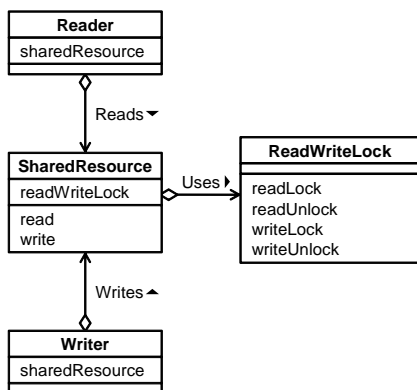 Reader
sharedResource
Reads
SharedResource
readWriteLock
read
write
Uses
ReadWriteLock
readLock
readUnlock
writeLock
writeUnlock
Writes
Writer
sharedResource